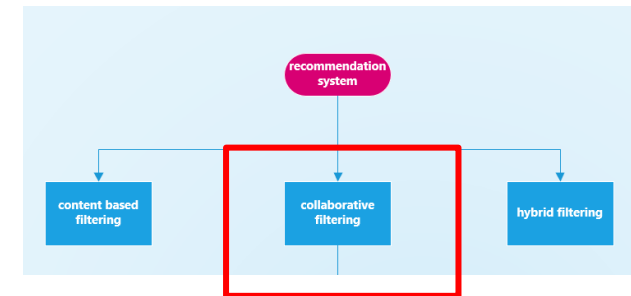 recommendation
system
content based
filtering
collaborative
filtering
hybrid filtering